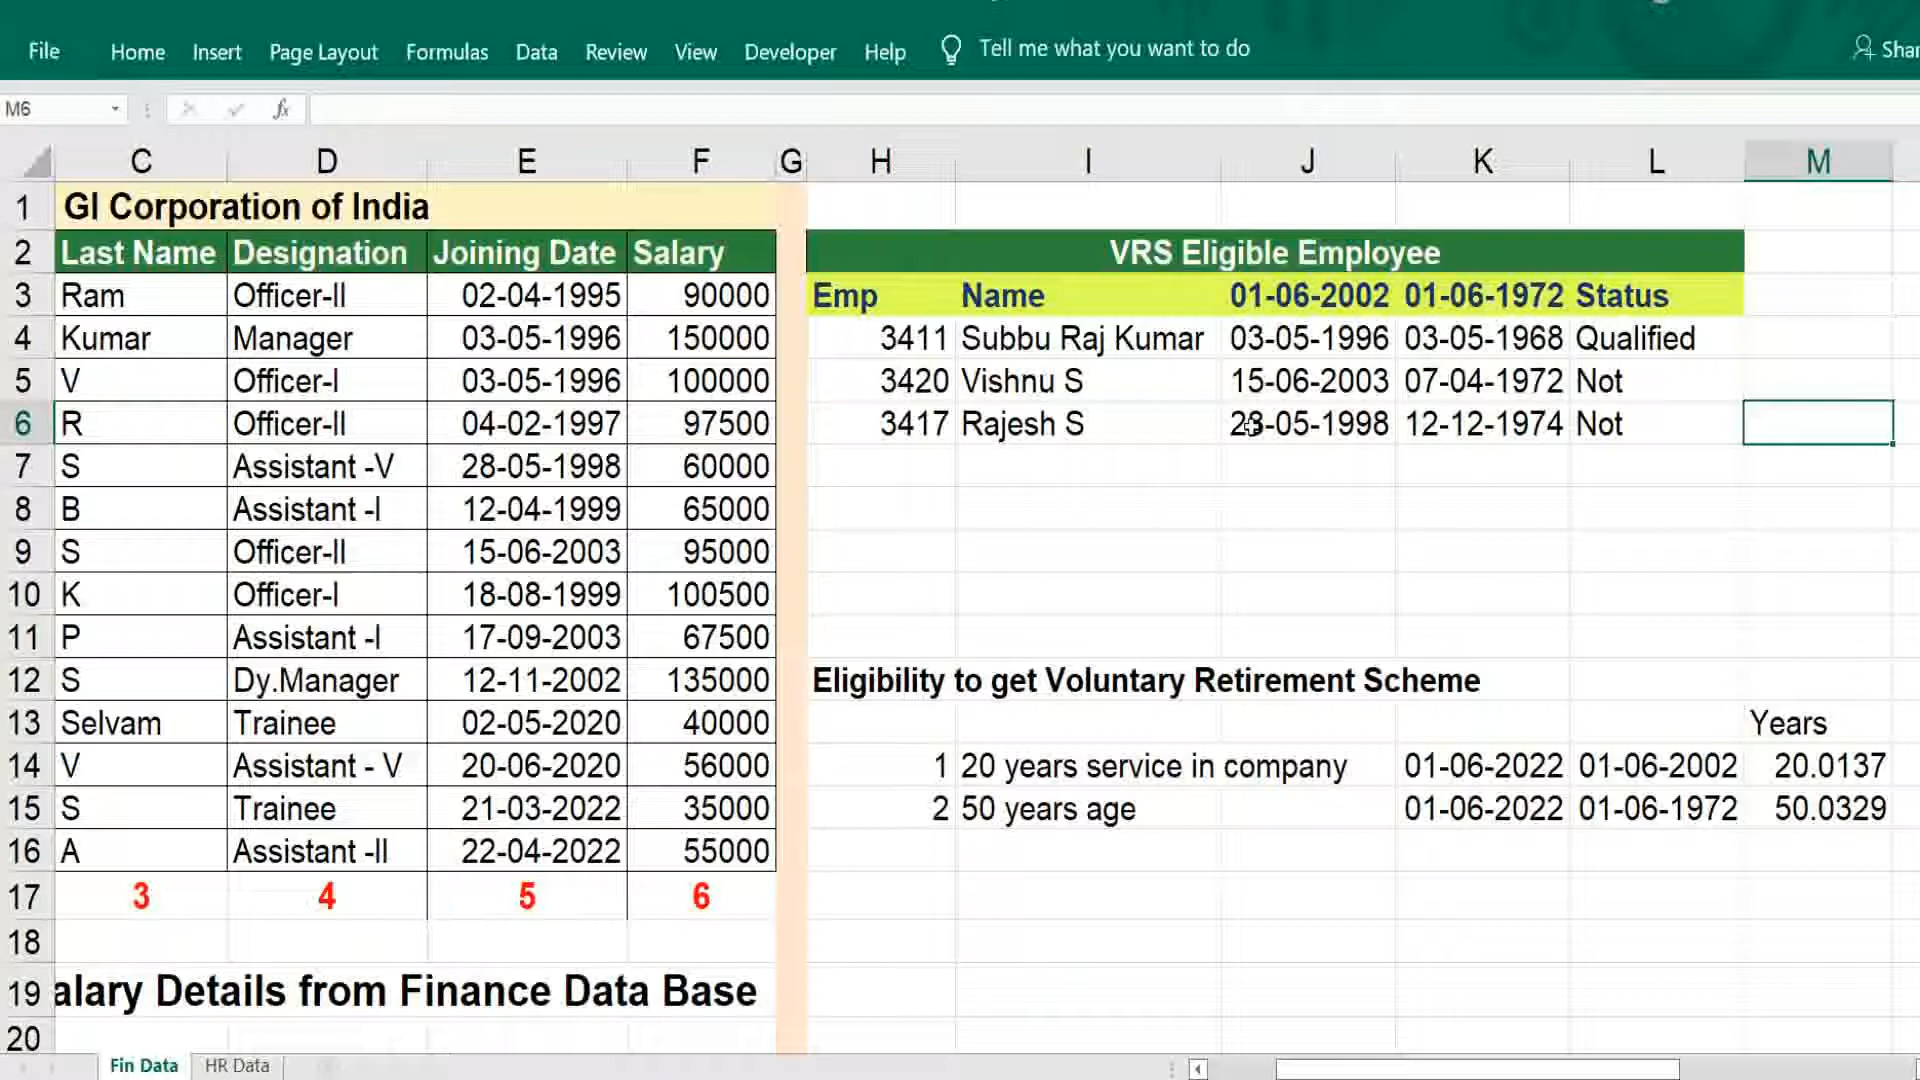 File Home Insert Page Layout Formulas Data Review View Developer Help Tell me what you want to do
M6 fx
C D E F G H I J K L M
1 GI Corporation of India
2 Last Name Designation Joining Date Salary VRS Eligible Employee
3 Ram Officer-II 02-04-1995 90000 Emp Name 01-06-2002 01-06-1972 Status
4 Kumar Manager 03-05-1996 150000 3411 Subbu Raj Kumar 03-05-1996 03-05-1968 Qualified
5 V Officer-I 03-05-1996 100000 3420 Vishnu S 15-06-2003 07-04-1972 Not
6 R Officer-II 04-02-1997 97500 3417 Rajesh S 07-04-1972 12-12-1974 Not
7 S Assistant -V 28-05-1998 60000
8 B Assistant -I 12-04-1999 65000
9 S Officer-II 15-06-2003 95000
10 K Officer-I 18-08-1999 100500
11 P Assistant -I 17-09-2003 67500
12 S Dy.Manager 12-11-2002 135000 Eligibility to get Voluntary Retirement Scheme
13 Selvam Trainee 02-05-2020 40000 Years
14 V Assistant - V 20-06-2020 56000 1 20 years service in company 01-06-2022 01-06-2002 20.0137
15 S Trainee 21-03-2022 35000 2 50 years age 01-06-2022 01-06-1972 50.0329
16 A Assistant -II 22-04-2022 55000
17 3 4 5 6
18
19 alary Details from Finance Data Base
20
Fin Data HR Data